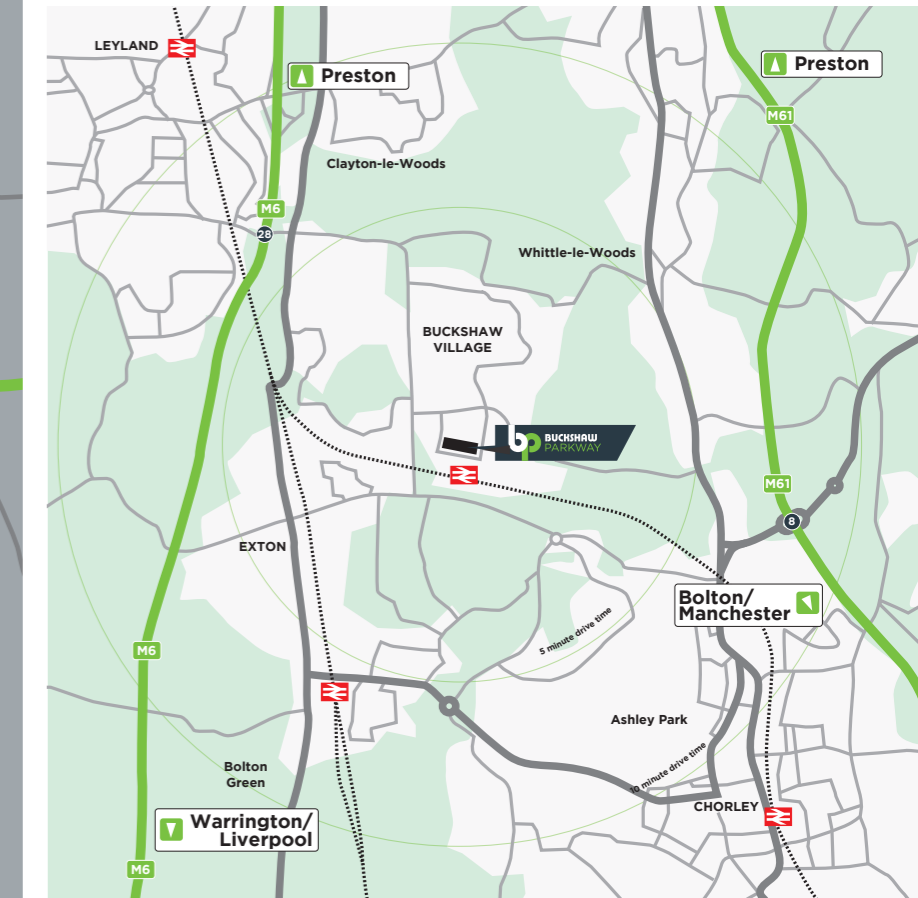 LEYLAND
Preston
Preston
M61
Clayton-le-Woods
M6
28
Whittle-le-Woods
BUCKSHAW
VILLAGE
bp BUCKSHAW
PARKWAY
M61
8
EXTON
Bolton/
Manchester
5 minute drive time
M6
Ashley Park
Bolton
Green
10 minute drive time
CHORLEY
Warrington/
Liverpool
M6